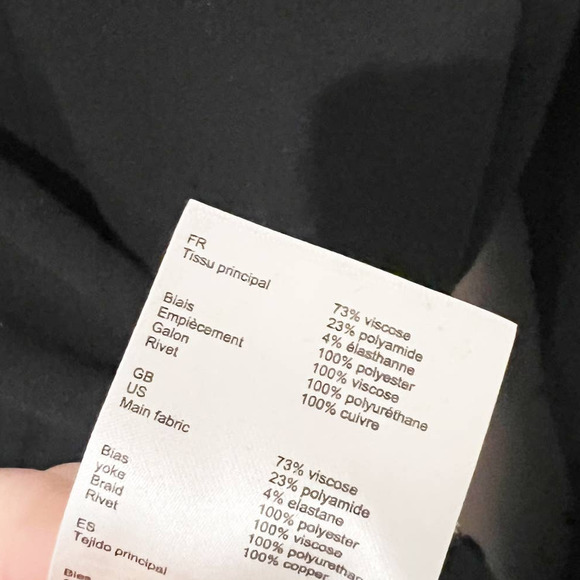 FR
Tissu principal
73% viscose
23% polyamide
4% élasthanne
Biais 100% polyester
Empiècement 100% viscose
Galon 100% polyuréthane
Rivet 100% cuivre
GB
US
Main fabric
73% viscose
23% polyamide
4% elastane
Bias 100% polyester
yoke 100% viscose
Braid 100% polyurethan
Rivet 100% copper
ES
Tejido principal
Bies